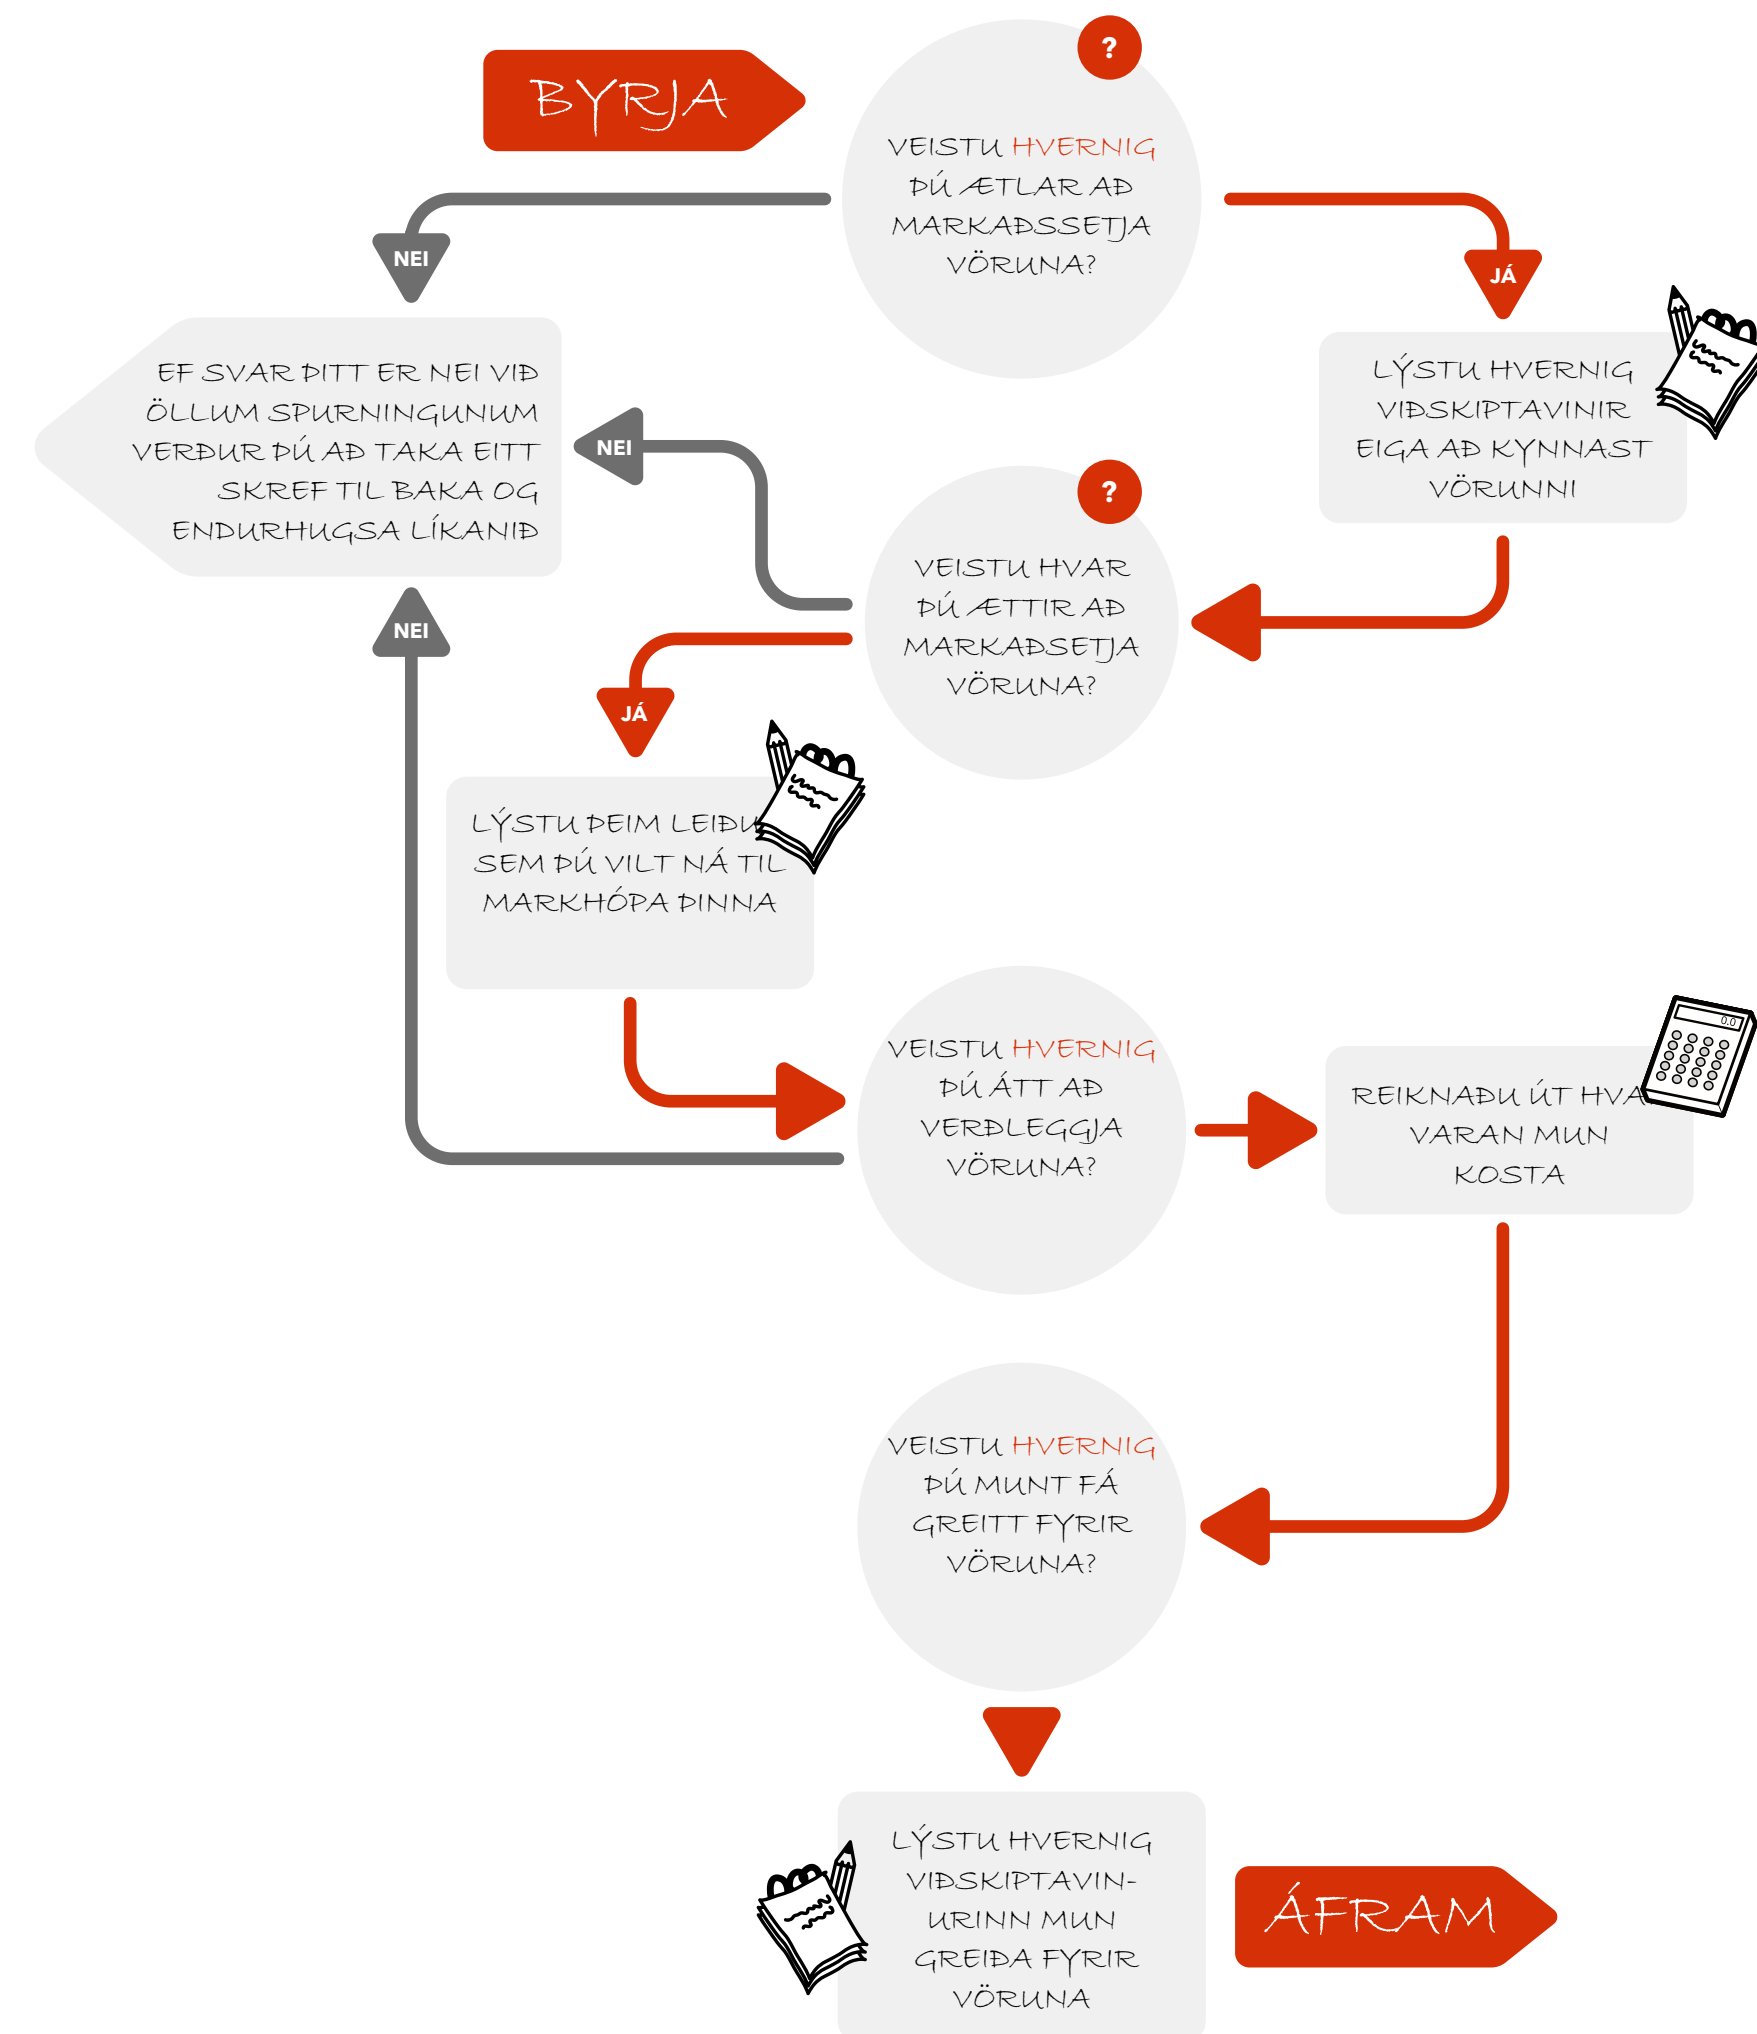 BYRJA
?
VEISTU HVERNIG
ÞÚ ÆTLAR AÐ
MARKAÐSSETJA
VÖRUNA?
NEI
JÁ
EF SVAR ÞITT ER NEI VIÐ
ÖLLUM SPURNINGUNUM
VERÐUR ÞÚ AÐ TAKA EITT
SKREF TIL BAKA OG
ENDURHUGSA LÍKANIÐ
LÝSTU HVERNIG
VIÐSKIPTAVINIR
EIGA AÐ KYNNAST
VÖRUNNI
NEI
?
VEISTU HVAR
ÞÚ ÆTTIR AÐ
MARKAÐSETJA
VÖRUNA?
NEI
JÁ
LÝSTU ÞEIM
SEM ÞÚ VILT NÁ TIL
MARKHÓPA ÞINNA
VEISTU HVERNIG
ÞÚ ÁTT AÐ
VERÐLEGGJA
VÖRUNA?
0.0
REIKNAÐU ÚT
VARAN MUN
KOSTA
VEISTU HVERNIG
ÞÚ MUNT FÁ
GREITT FYRIR
VÖRUNA?
LÝSTU HVERNIG
VIÐSKIPTAVIN-
URINN MUN
GREIÐA FYRIR
VÖRUNA
ÁFRAM